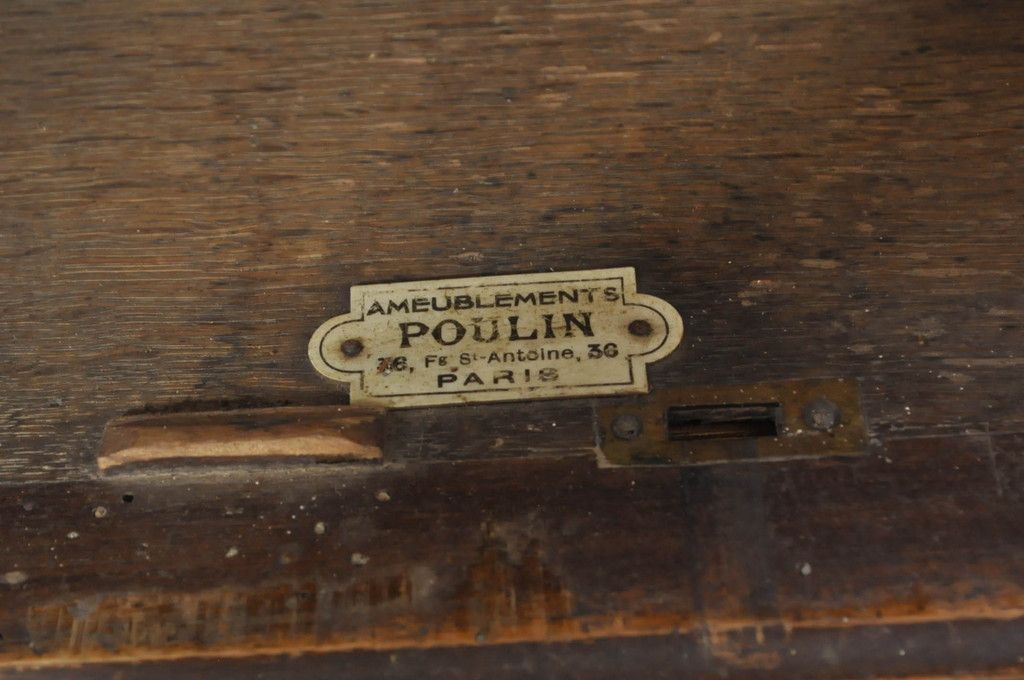 AMEUBLEMENTS
POULIN
36, Fg St-Antoine, 36
PARIS